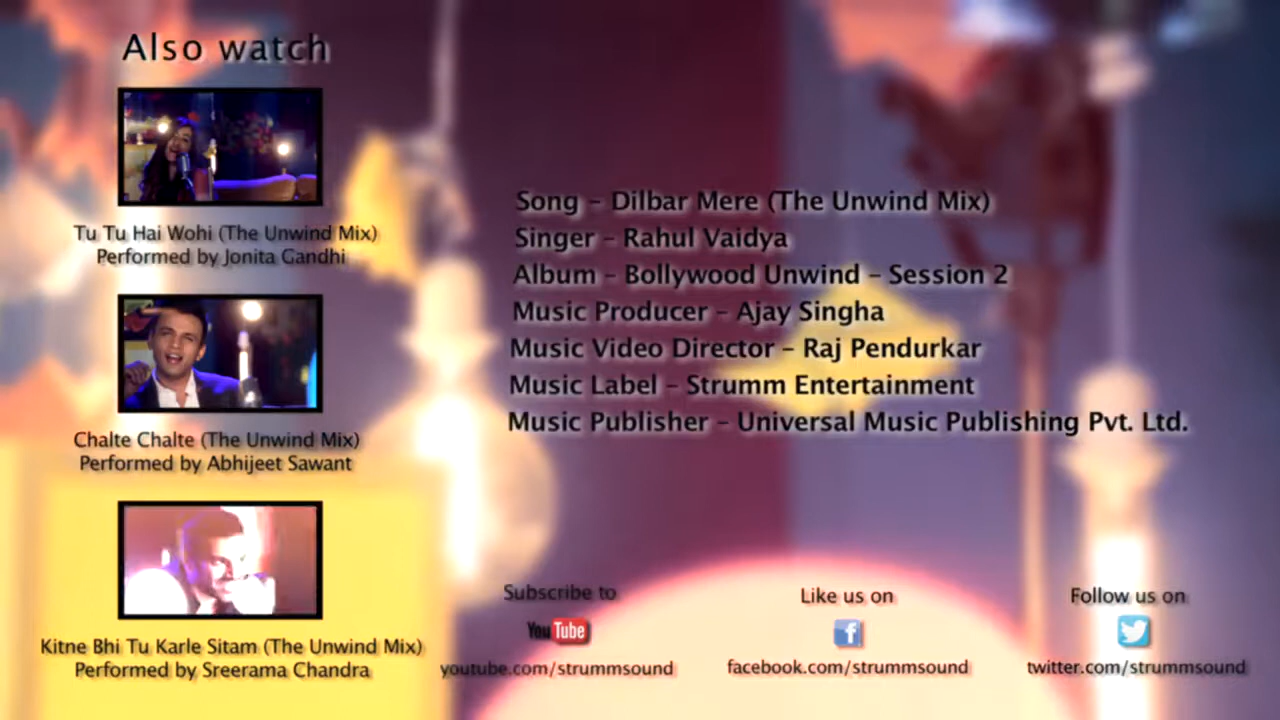 Also watch
Tu Tu Hai Wohi (The Unwind Mix)
Performed by Jonita Gandhi
Chalte Chalte (The Unwind Mix)
Performed by Abhijeet Sawant
Kitne Bhi Tu Karle Sitam (The Unwind Mix)
Performed by Sreerama Chandra
Song – Dilbar Mere (The Unwind Mix)
Singer – Rahul Vaidya
Album – Bollywood Unwind – Session 2
Music Producer – Ajay Singha
Music Video Director – Raj Pendurkar
Music Label – Strumm Entertainment
Music Publisher – Universal Music Publishing Pvt. Ltd.
Subscribe to
YouTube
youtube.com/strummsound
Like us on
f
facebook.com/strummsound
Follow us on
twitter.com/strummsound